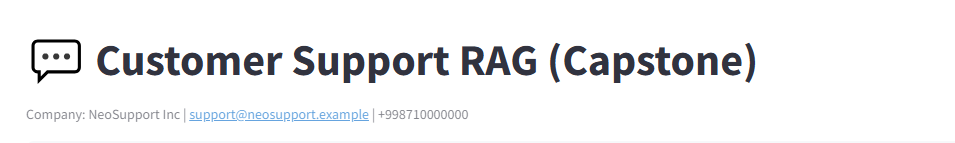 Customer Support RAG (Capstone)
Company: NeoSupport Inc | support@neosupport.example | +998710000000